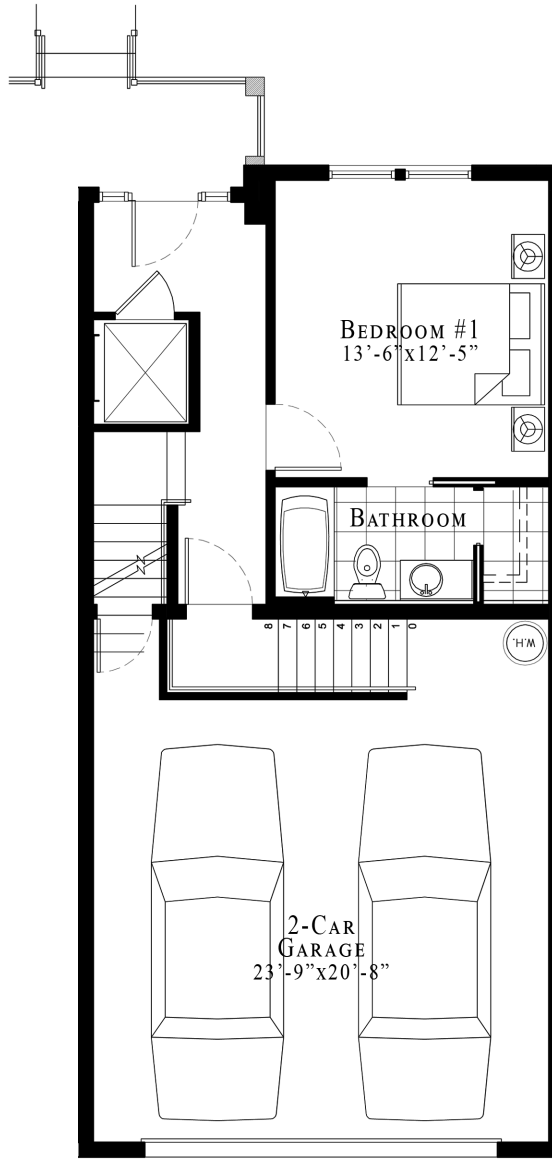 BEDROOM #1
13'-6"x12'-5"
BATHROOM
8 7 6 5 4 3 2 1 0
W.H.
2-CAR
GARAGE
23'-9"x20'-8"